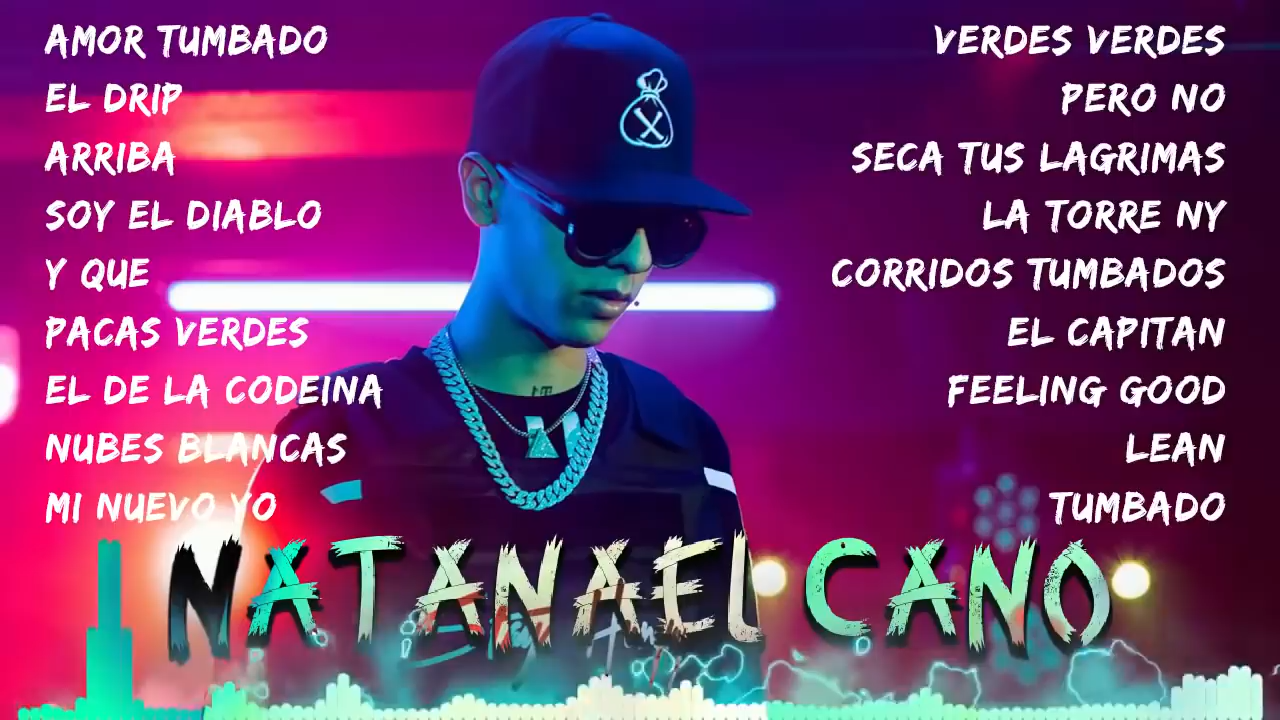 AMOR TUMBADO
EL DRIP
ARRIBA
SOY EL DIABLO
Y QUE
PACAS VERDES
EL DE LA CODEINA
NUBES BLANCAS
MI NUEVO YO
VERDES VERDES
PERO NO
SECA TUS LAGRIMAS
LA TORRE NY
CORRIDOS TUMBADOS
EL CAPITAN
FEELING GOOD
LEAN
TUMBADO
NATANAEL CANO